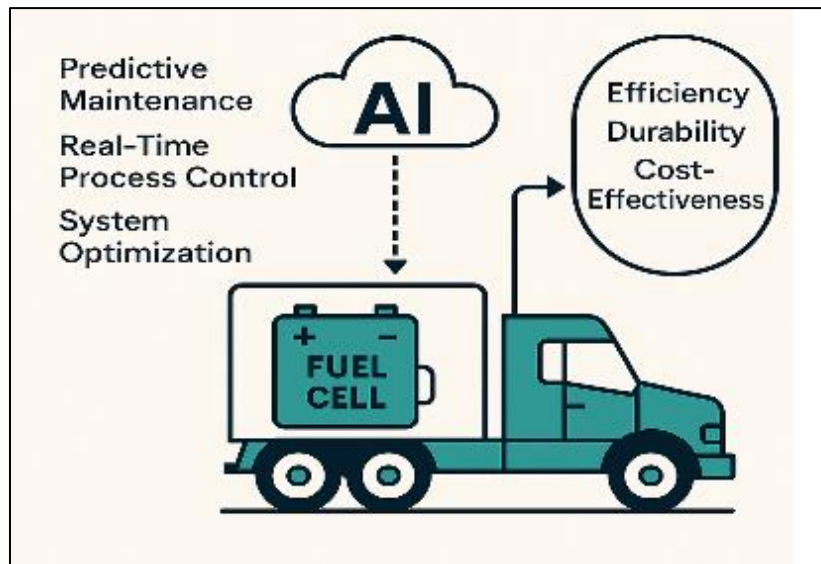 Predictive
Maintenance
Real-Time
Process Control
System
Optimization
AI
Efficiency
Durability
Cost-
Effectiveness
+ −
FUEL
CELL